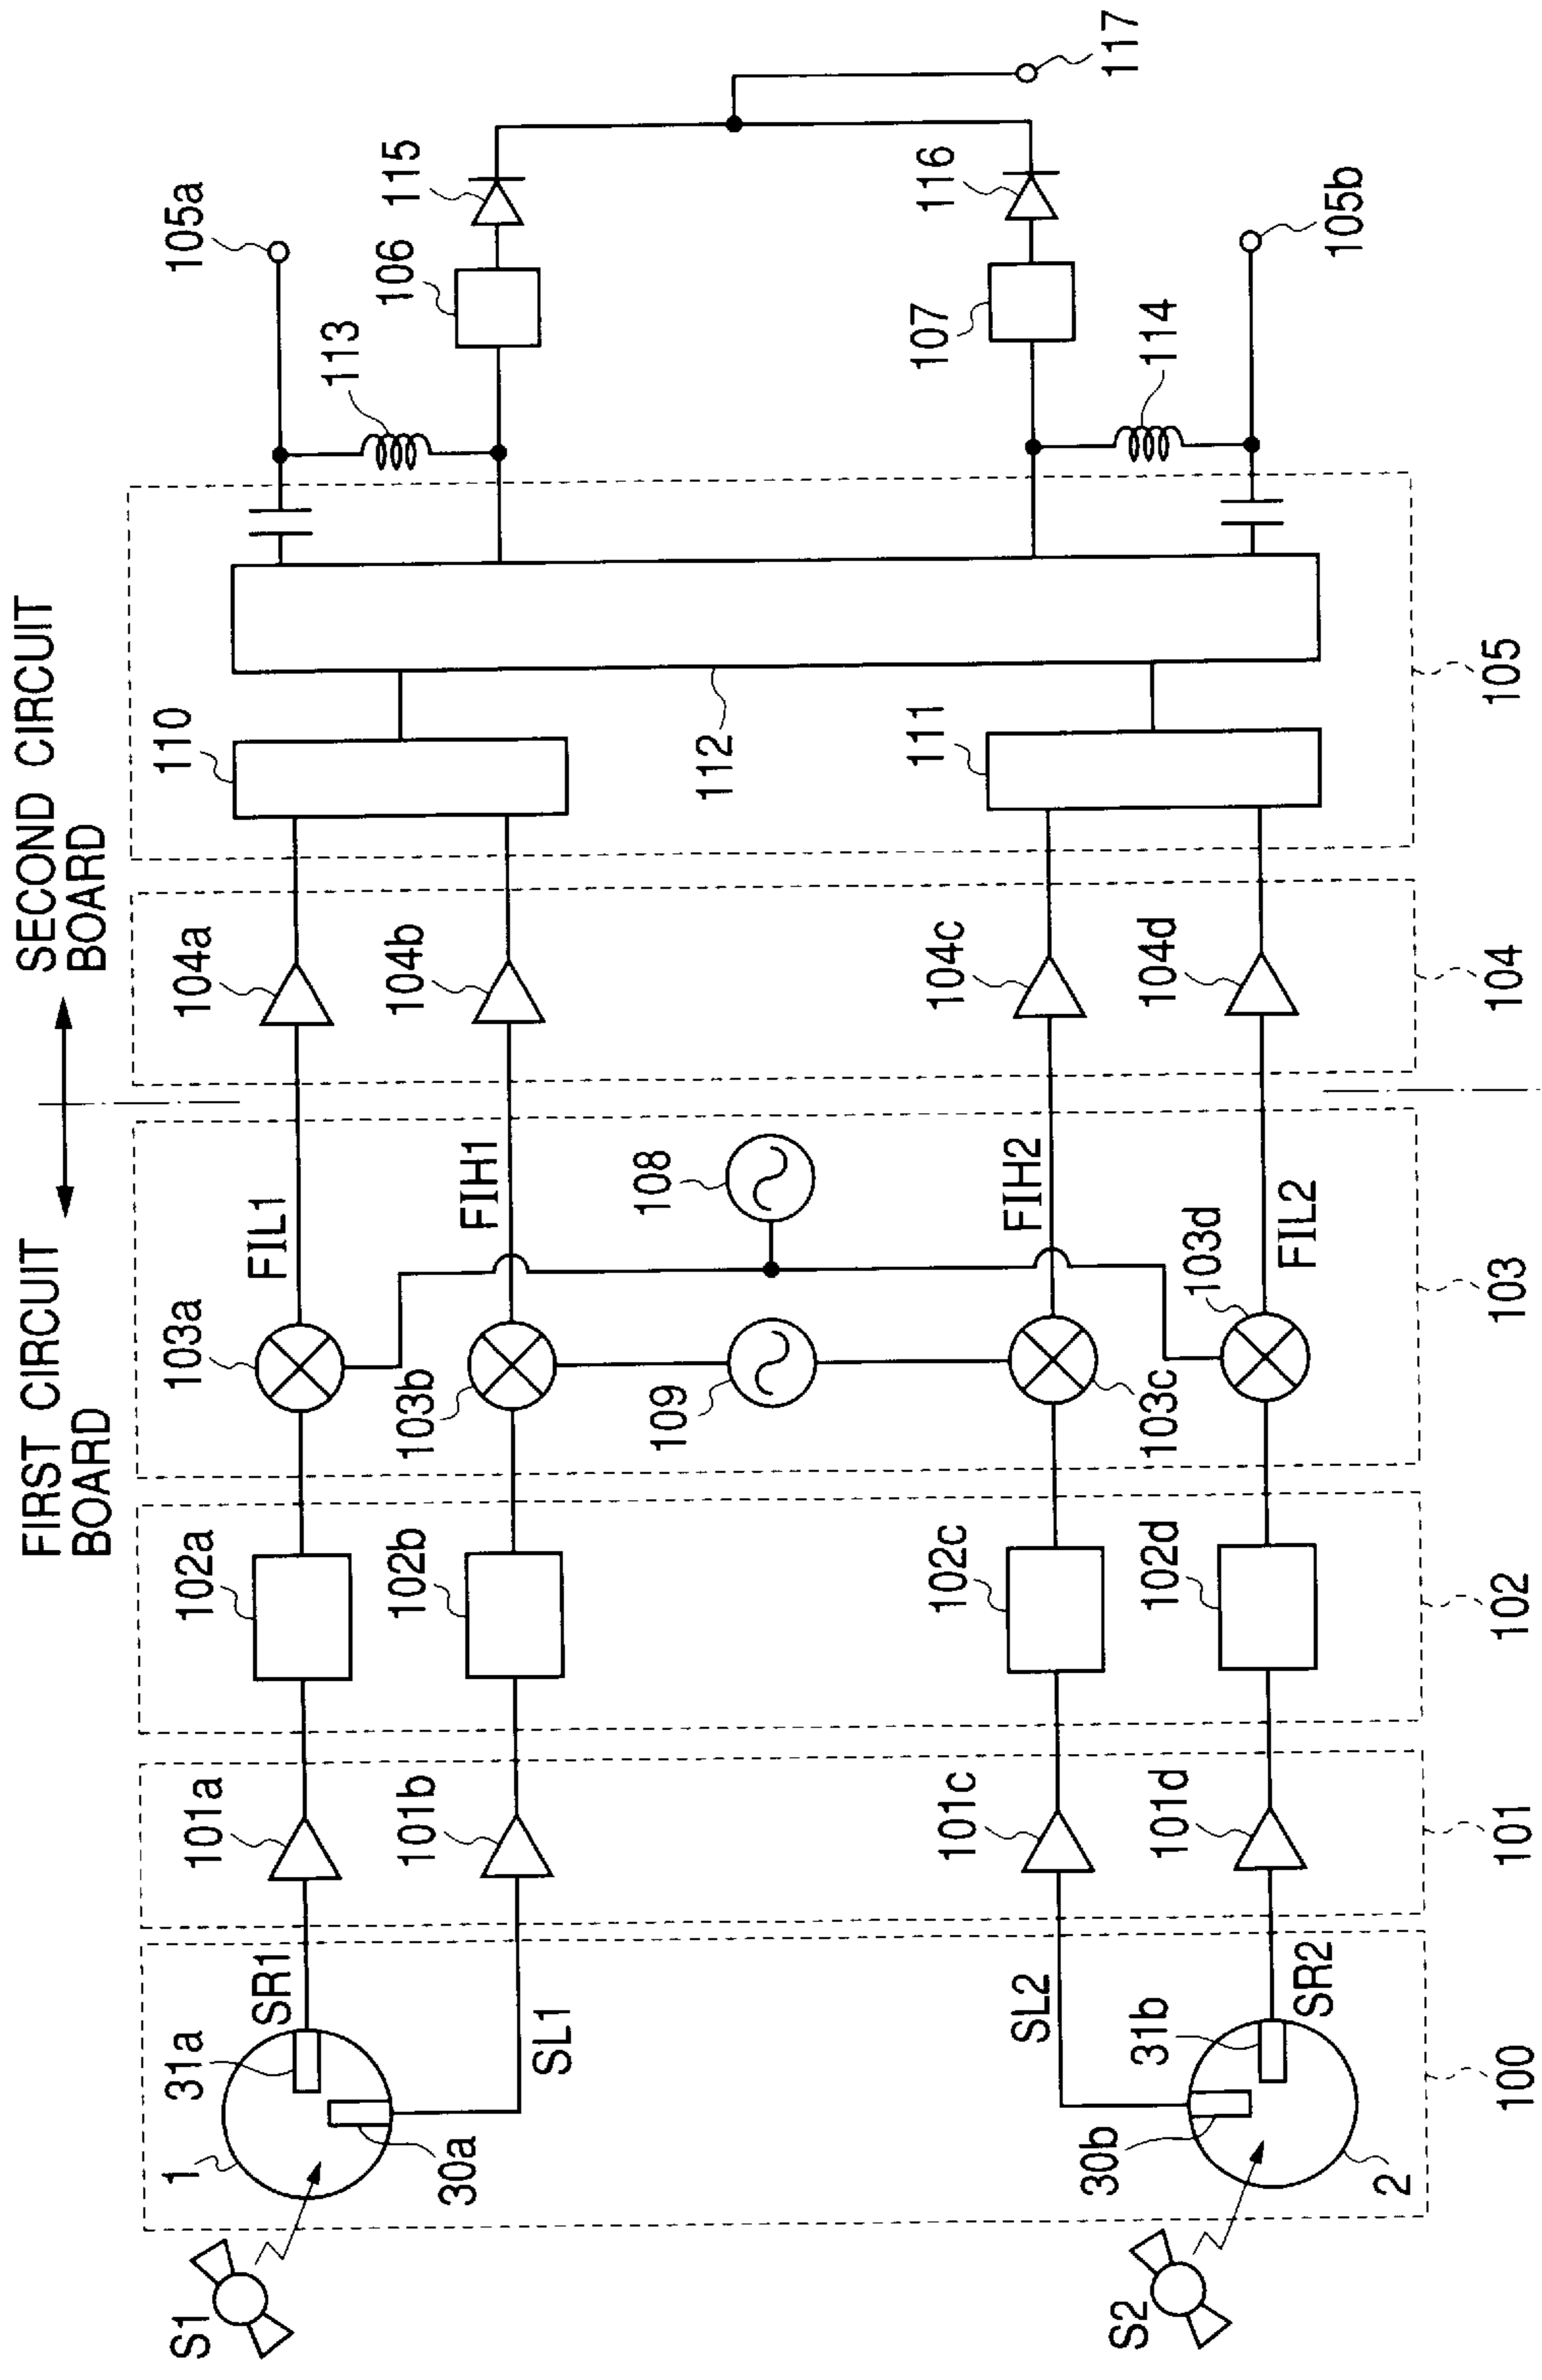 FIRST CIRCUIT
BOARD
SECOND CIRCUIT
BOARD
S1
1
31a
30a
SR1
SL1
101a
101b
102a
102b
103a
103b
FIL1
FIH1
104a
104b
110
105a
113
106
115
109
108
112
117
S2
2
30b
31b
SL2
SR2
101c
101d
102c
102d
103c
103d
FIH2
FIL2
104c
104d
111
107
114
116
105b
100
101
102
103
104
105